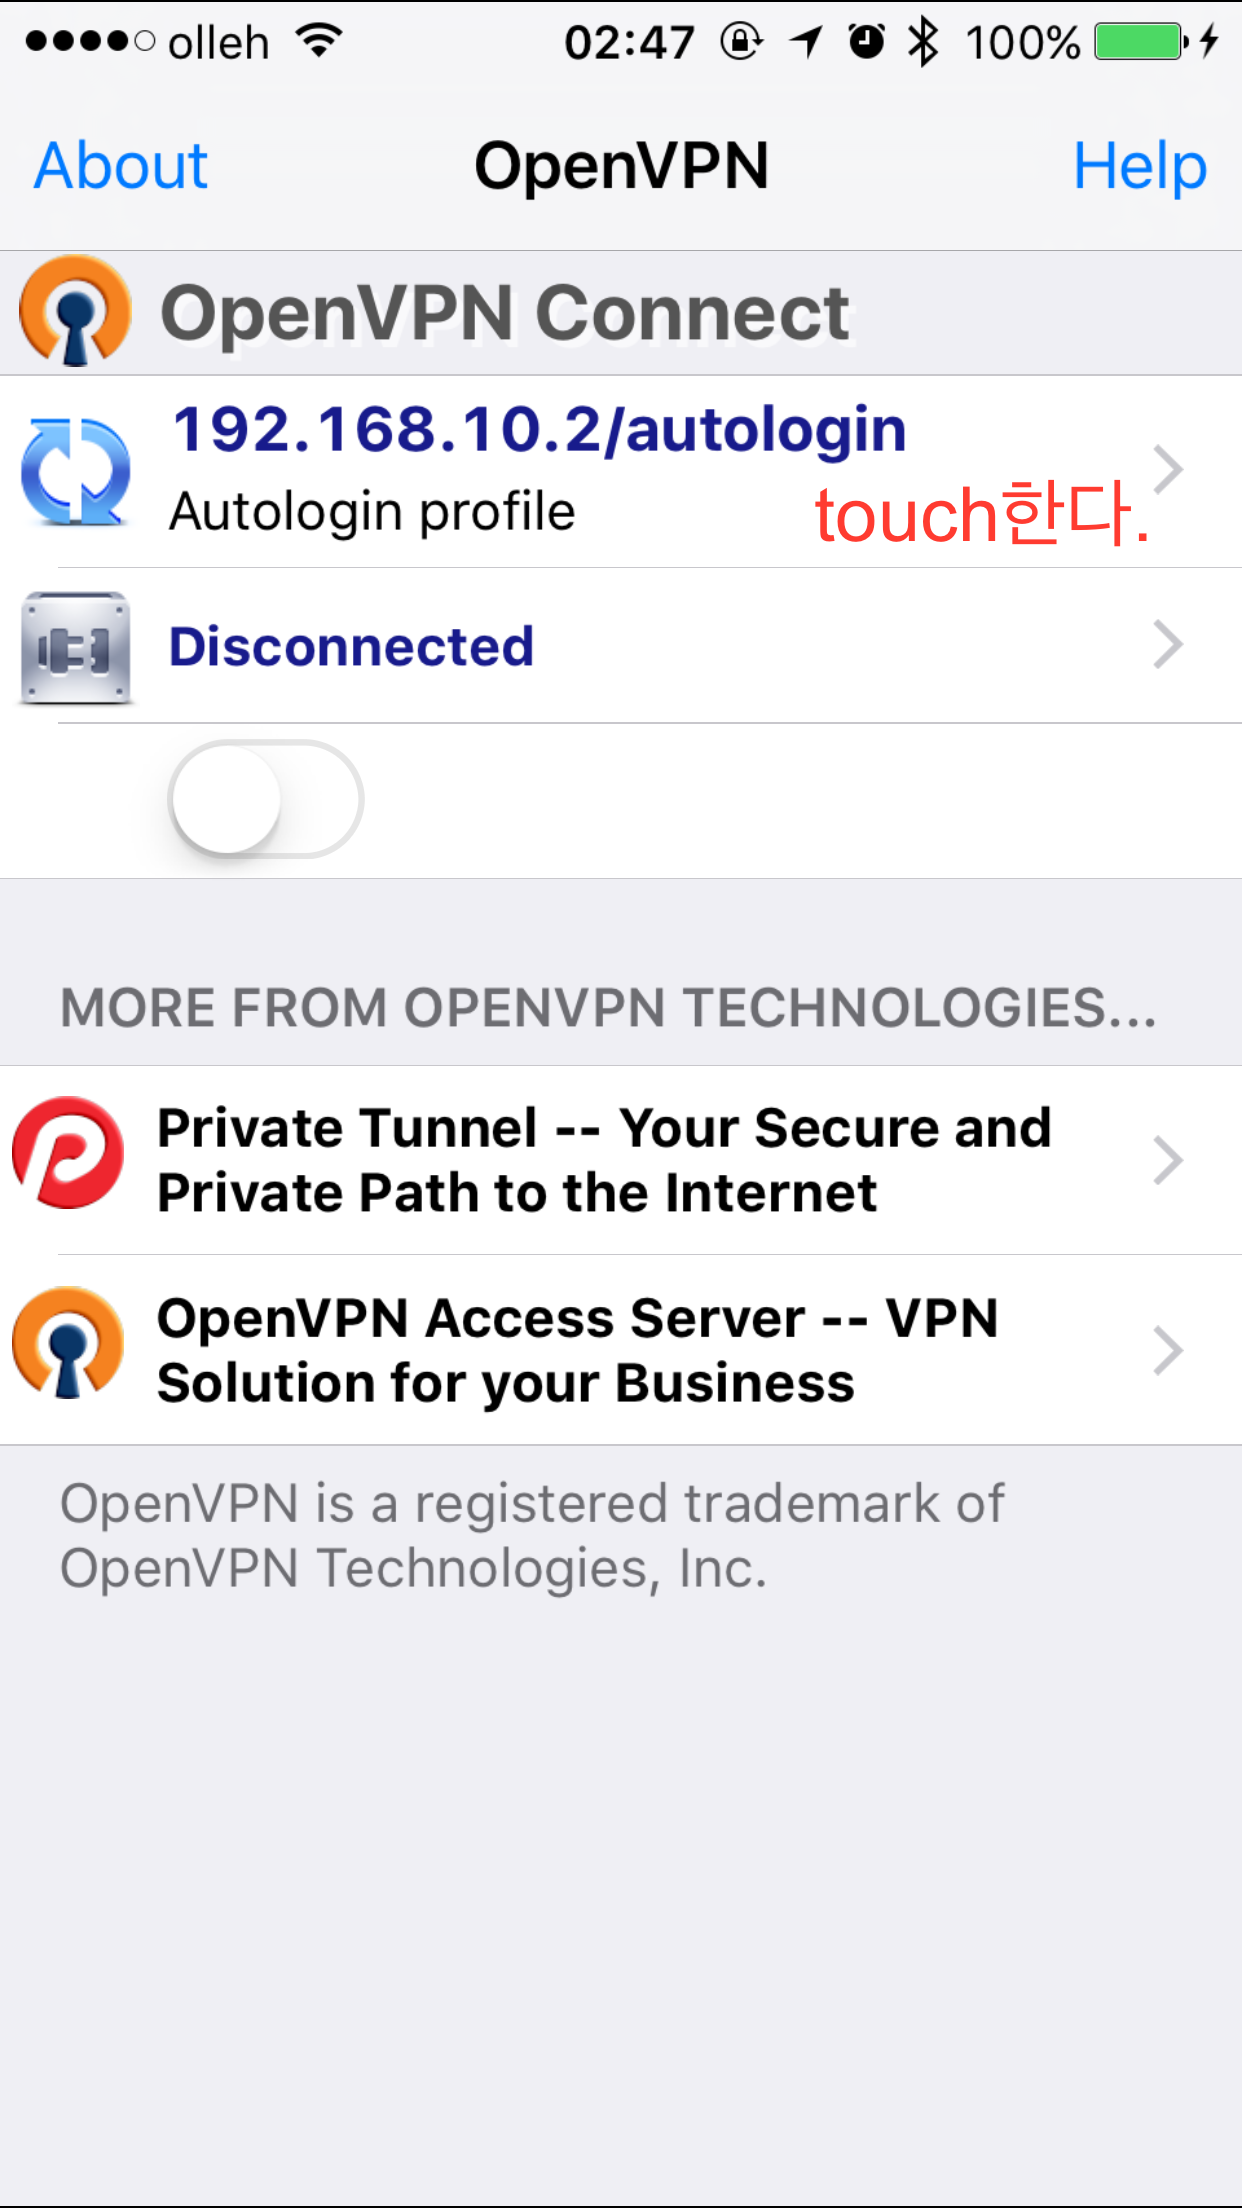 olleh 02:47 100%
About OpenVPN Help
OpenVPN Connect
192.168.10.2/autologin
Autologin profile
touch한다.
Disconnected
MORE FROM OPENVPN TECHNOLOGIES...
Private Tunnel -- Your Secure and
Private Path to the Internet
OpenVPN Access Server -- VPN
Solution for your Business
OpenVPN is a registered trademark of
OpenVPN Technologies, Inc.